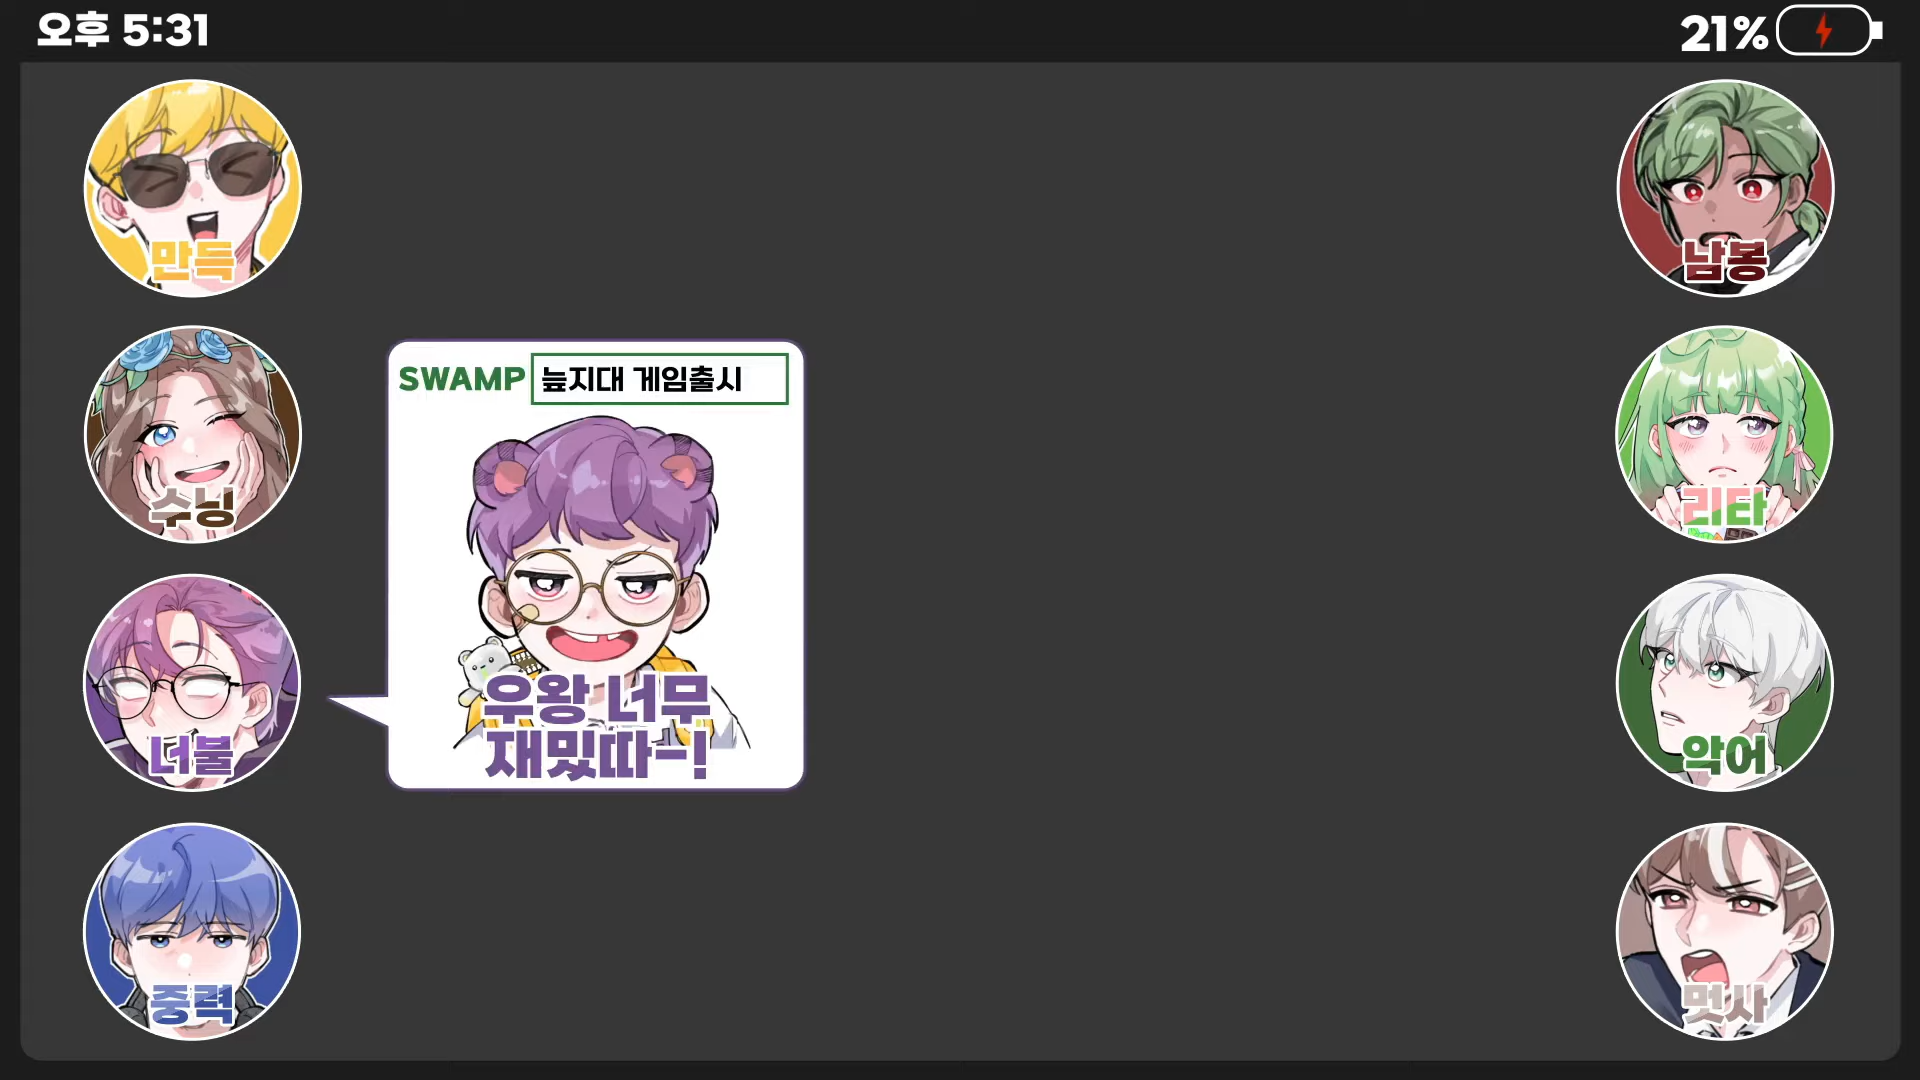 오후 5:31
21%
만득
남봉
수닝
SWAMP 늪지대 게임출시
리타
너불
우왕 너무
재밌따-!
악어
중력
멋사